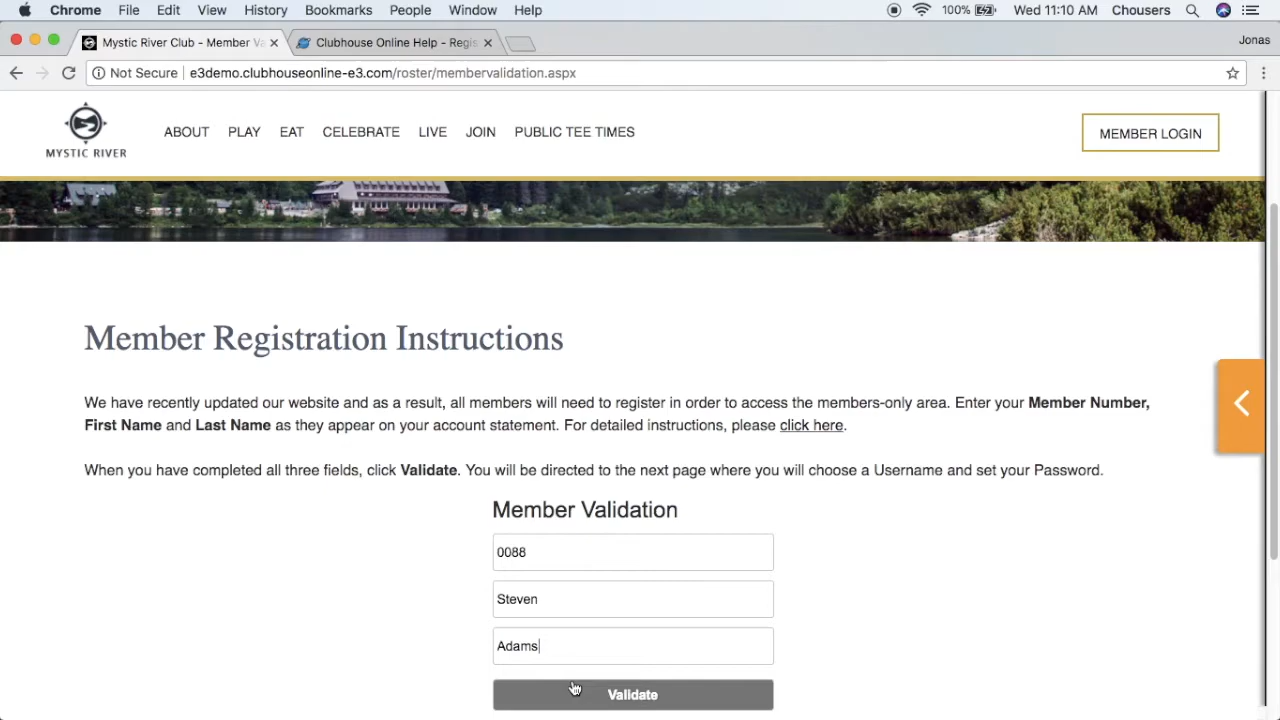 Chrome File Edit View History Bookmarks People Window Help 100% Wed 11:10 AM Chousers
Mystic River Club - Member Va Clubhouse Online Help - Regis Jonas
Not Secure e3demo.clubhouseonline-e3.com/roster/membervalidation.aspx
MYSTIC RIVER
ABOUT PLAY EAT CELEBRATE LIVE JOIN PUBLIC TEE TIMES MEMBER LOGIN
Member Registration Instructions
We have recently updated our website and as a result, all members will need to register in order to access the members-only area. Enter your Member Number,
First Name and Last Name as they appear on your account statement. For detailed instructions, please click here.
When you have completed all three fields, click Validate. You will be directed to the next page where you will choose a Username and set your Password.
Member Validation
0088
Steven
Adams
Validate